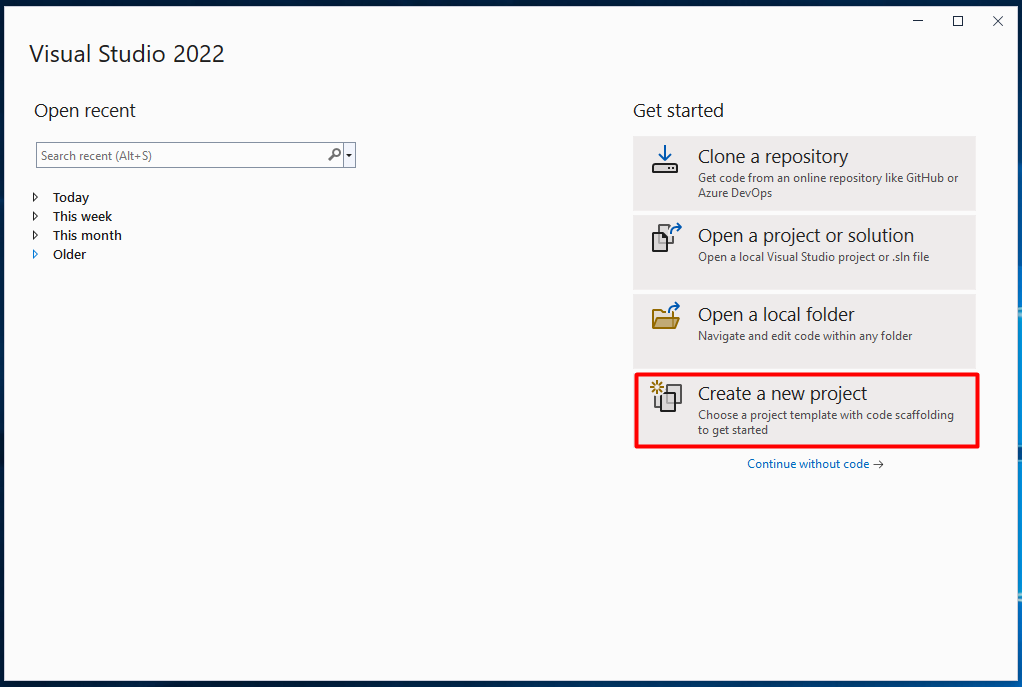 Visual Studio 2022
Open recent
Search recent (Alt+S)
Today
This week
This month
Older
Get started
Clone a repository
Get code from an online repository like GitHub or
Azure DevOps
Open a project or solution
Open a local Visual Studio project or .sln file
Open a local folder
Navigate and edit code within any folder
Create a new project
Choose a project template with code scaffolding
to get started
Continue without code →